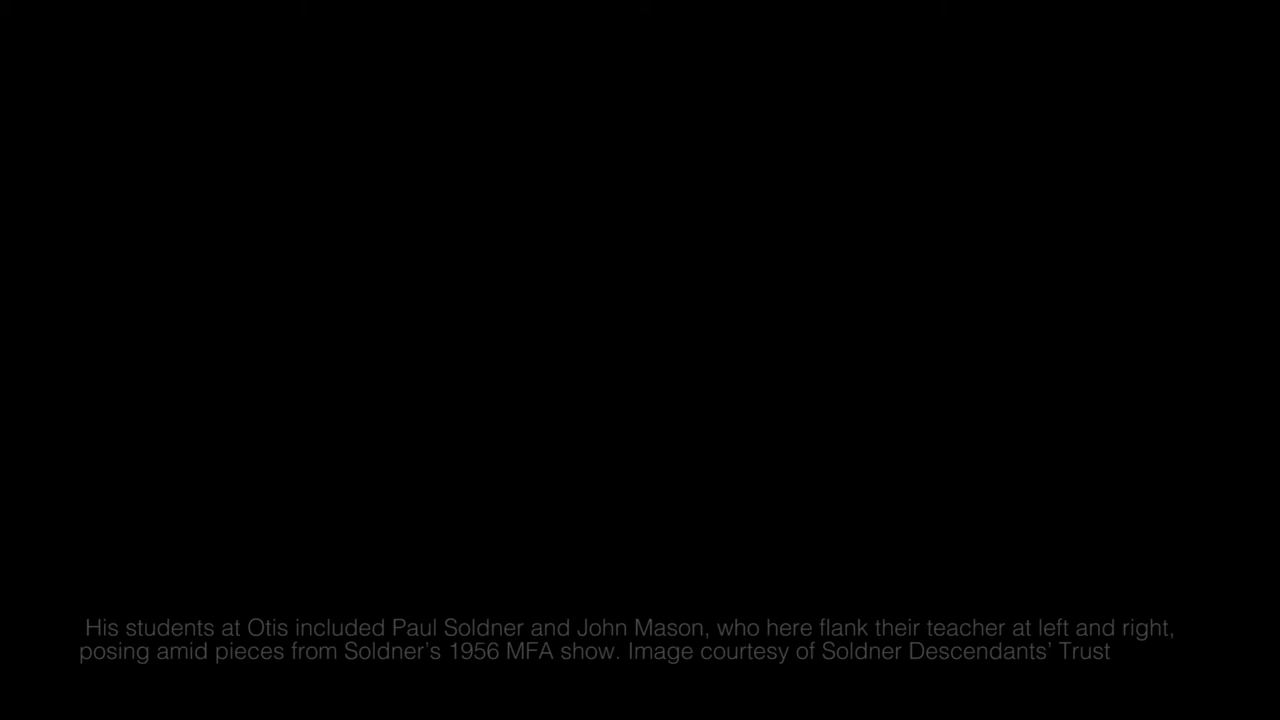 His students at Otis included Paul Soldner and John Mason, who here flank their teacher at left and right,
posing amid pieces from Soldner’s 1956 MFA show. Image courtesy of Soldner Descendants’ Trust